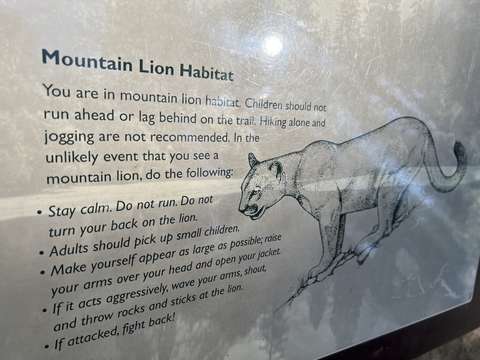 Mountain Lion Habitat
You are in mountain lion habitat. Children should not
run ahead or lag behind on the trail. Hiking alone and
jogging are not recommended. In the
unlikely event that you see a
mountain lion, do the following:
• Stay calm. Do not run. Do not
turn your back on the lion.
• Adults should pick up small children.
• Make yourself appear as large as possible; raise
your arms over your head and open your jacket.
• If it acts aggressively, wave your arms, shout,
and throw rocks and sticks at the lion.
• If attacked, fight back!